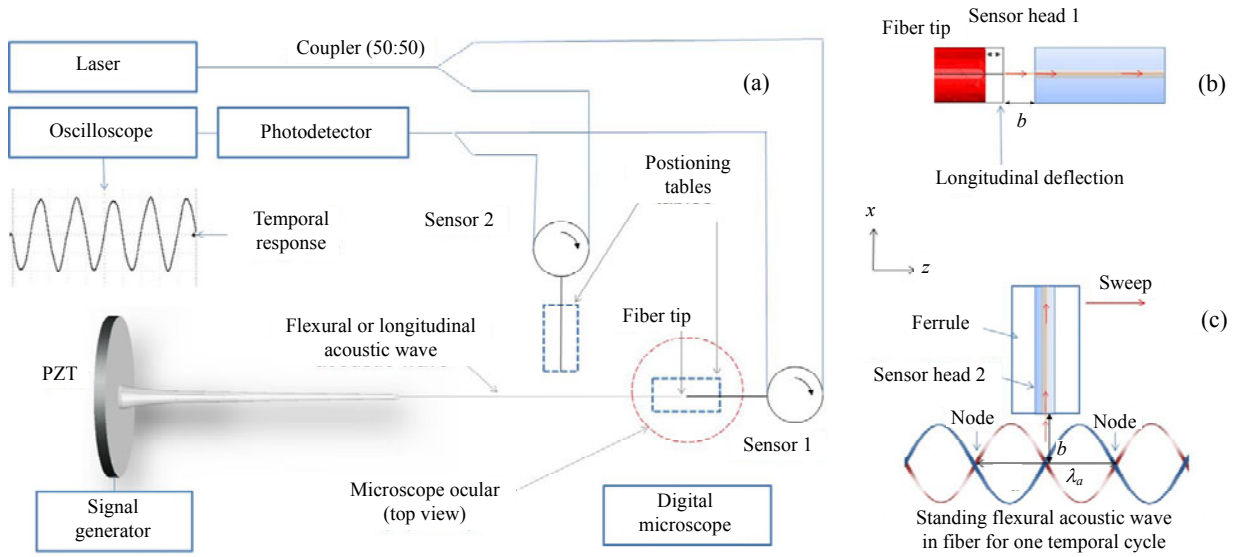 Laser
Coupler (50:50)
(a)
Oscilloscope
Photodetector
Temporal
response
Sensor 2
Postioning
tables
Flexural or longitudinal
acoustic wave
Fiber tip
PZT
Sensor 1
Microscope ocular
(top view)
Digital
microscope
Signal
generator
Sensor head 1
Fiber tip
(b)
b
Longitudinal deflection
x
z
Sweep
(c)
Ferrule
Sensor head 2
Node
Node
b
λa
Standing flexural acoustic wave
in fiber for one temporal cycle